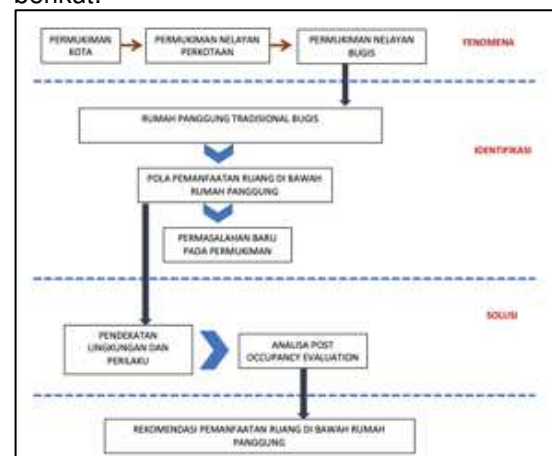 berikut:
PERMUKIMAN
KOTA
PERMUKIMAN NELAYAN
PERKOTAAN
PERMUKIMAN NELAYAN
BUGIS
FENOMENA
RUMAH PANGGUNG TRADISIONAL BUGIS
IDENTIFIKASI
POLA PEMANFAATAN RUANG DI BAWAH
RUMAH PANGGUNG
PERMASALAHAN BARU
PADA PERMUKIMAN
SOLUSI
PENDEKATAN
LINGKUNGAN DAN
PERILAKU
ANALISA POST
OCCUPANCY EVALUATION
REKOMENDASI PEMANFAATAN RUANG DI BAWAH RUMAH
PANGGUNG